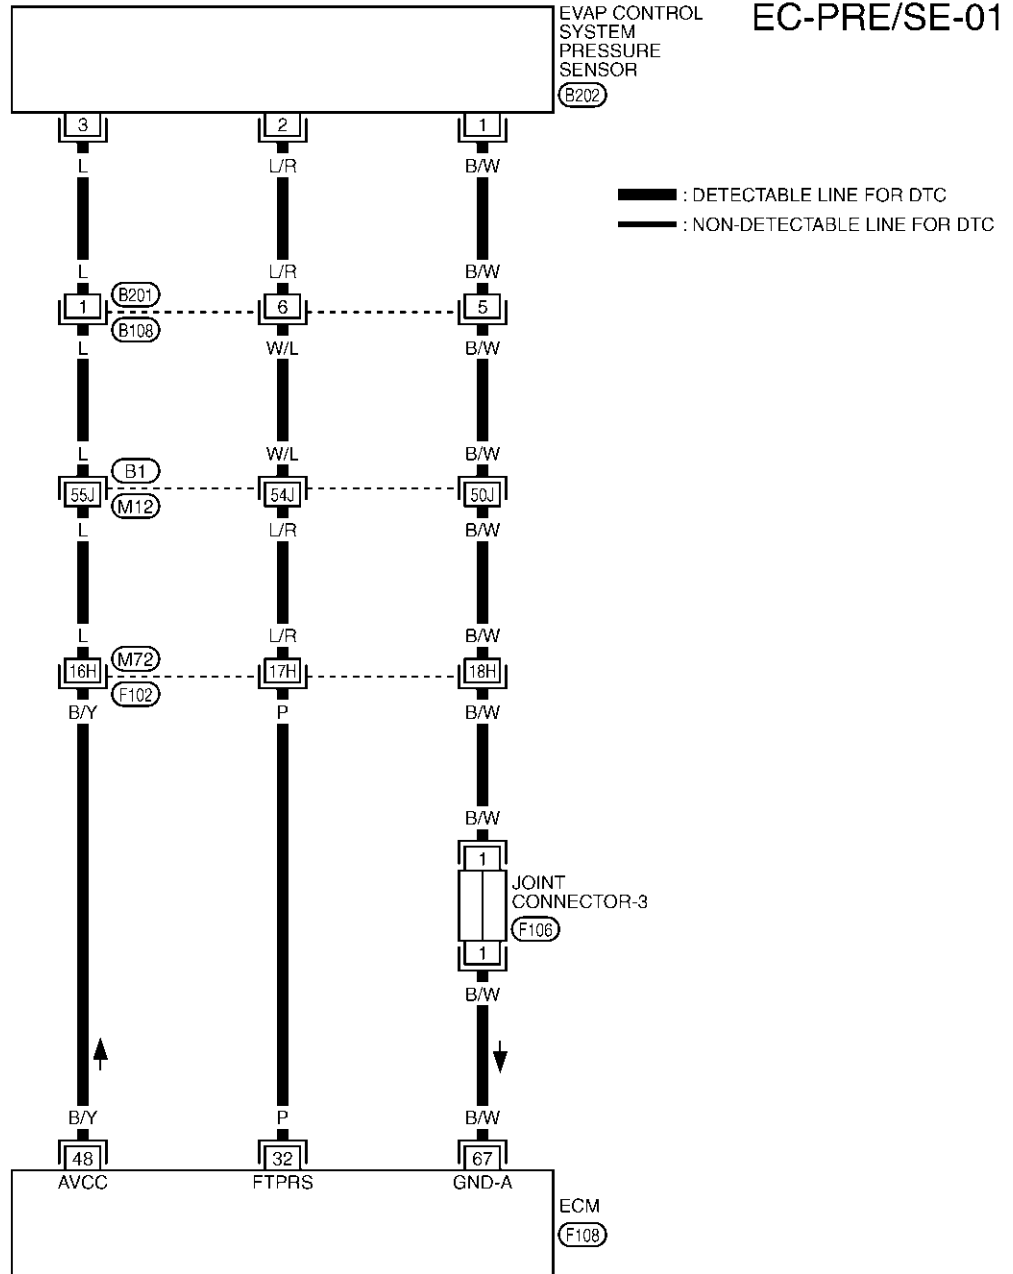 EC-PRE/SE-01
EVAP CONTROL
SYSTEM
PRESSURE
SENSOR
B202
3 2 1
L L/R B/W
: DETECTABLE LINE FOR DTC
: NON-DETECTABLE LINE FOR DTC
L L/R B/W
B201
1 6 5
B108
L W/L B/W
L W/L B/W
B1
55J 54J 50J
M12
L L/R B/W
L L/R B/W
M72
16H 17H 18H
F102
B/Y P B/W
B/W
1
JOINT
CONNECTOR-3
F106
1
B/W
B/Y P B/W
48 32 67
AVCC FTPRS GND-A
ECM
F108